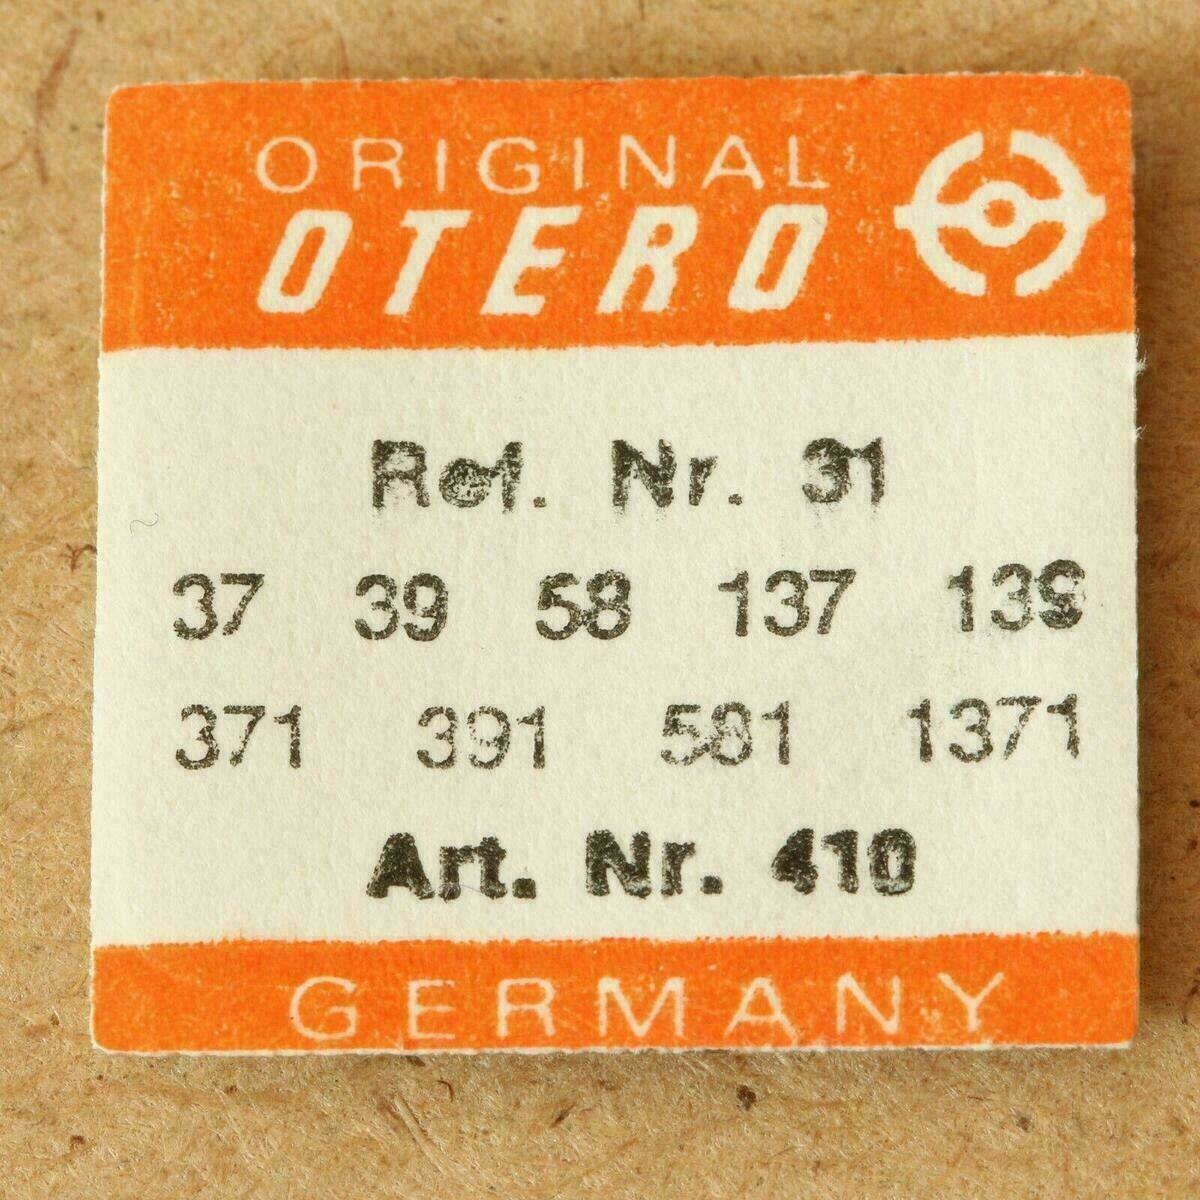 ORIGINAL
OTERO
Ref. Nr. 31
37 39 58 137 139
371 391 581 1371
Art. Nr. 410
GERMANY